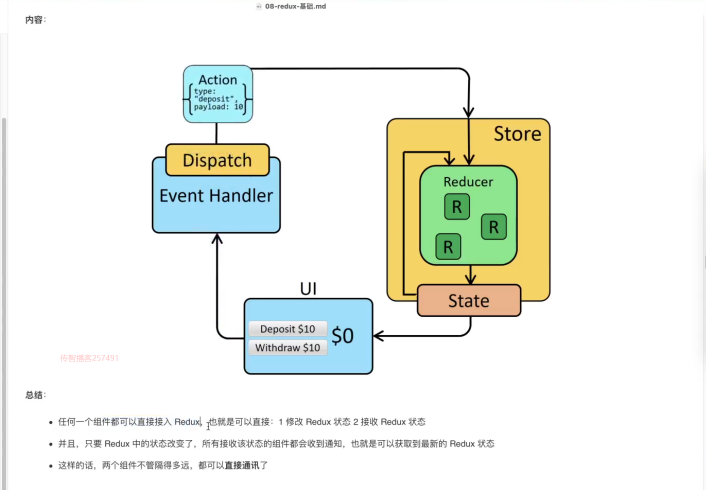 08-redux-基础.md
内容：
Action
type:
"deposit",
payload: 10
Store
Dispatch
Event Handler
Reducer
R
R
R
State
UI
Deposit $10
Withdraw $10
$0
传智播客257491
总结：
任何一个组件都可以直接接入 Redux，也就是可以直接：1 修改 Redux 状态 2 接收 Redux 状态
并且，只要 Redux 中的状态改变了，所有接收该状态的组件都会收到通知，也就是可以获取到最新的 Redux 状态
这样的话，两个组件不管隔得多远，都可以直接通讯了